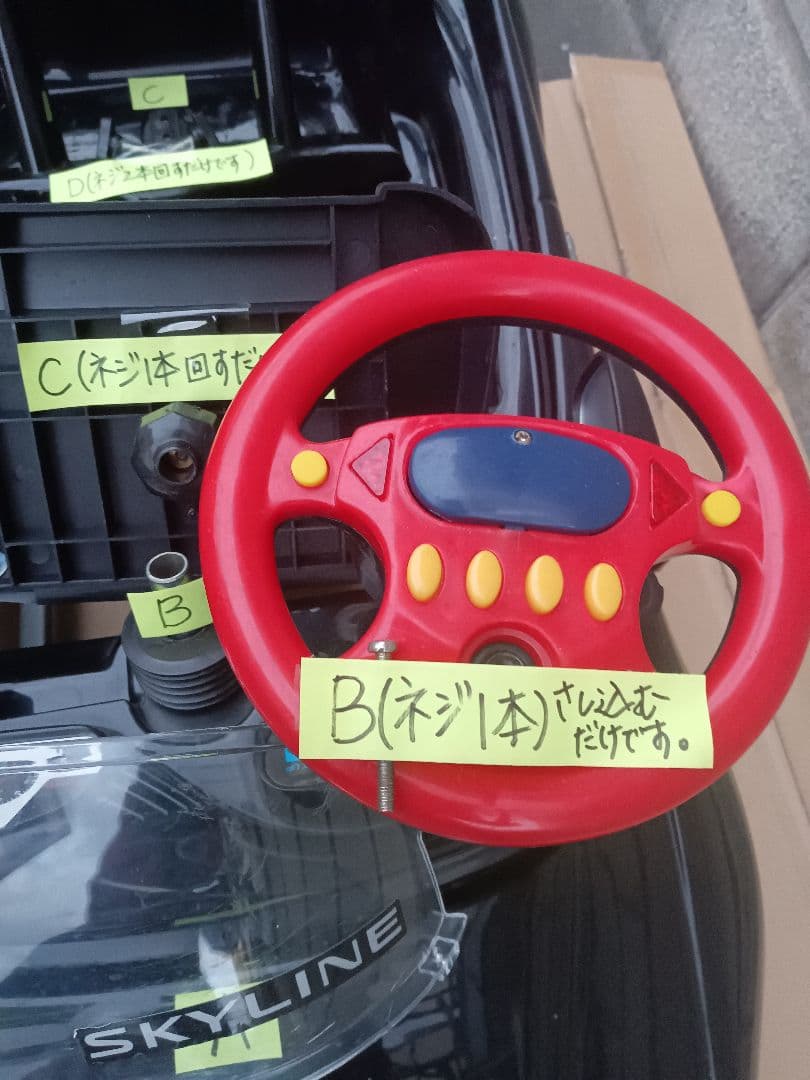 C
D(ネジ2本回すだけです)
C(ネジ1本回すだ
B
B(ネジ1本)さし込むだけです。
SKYLINE
A